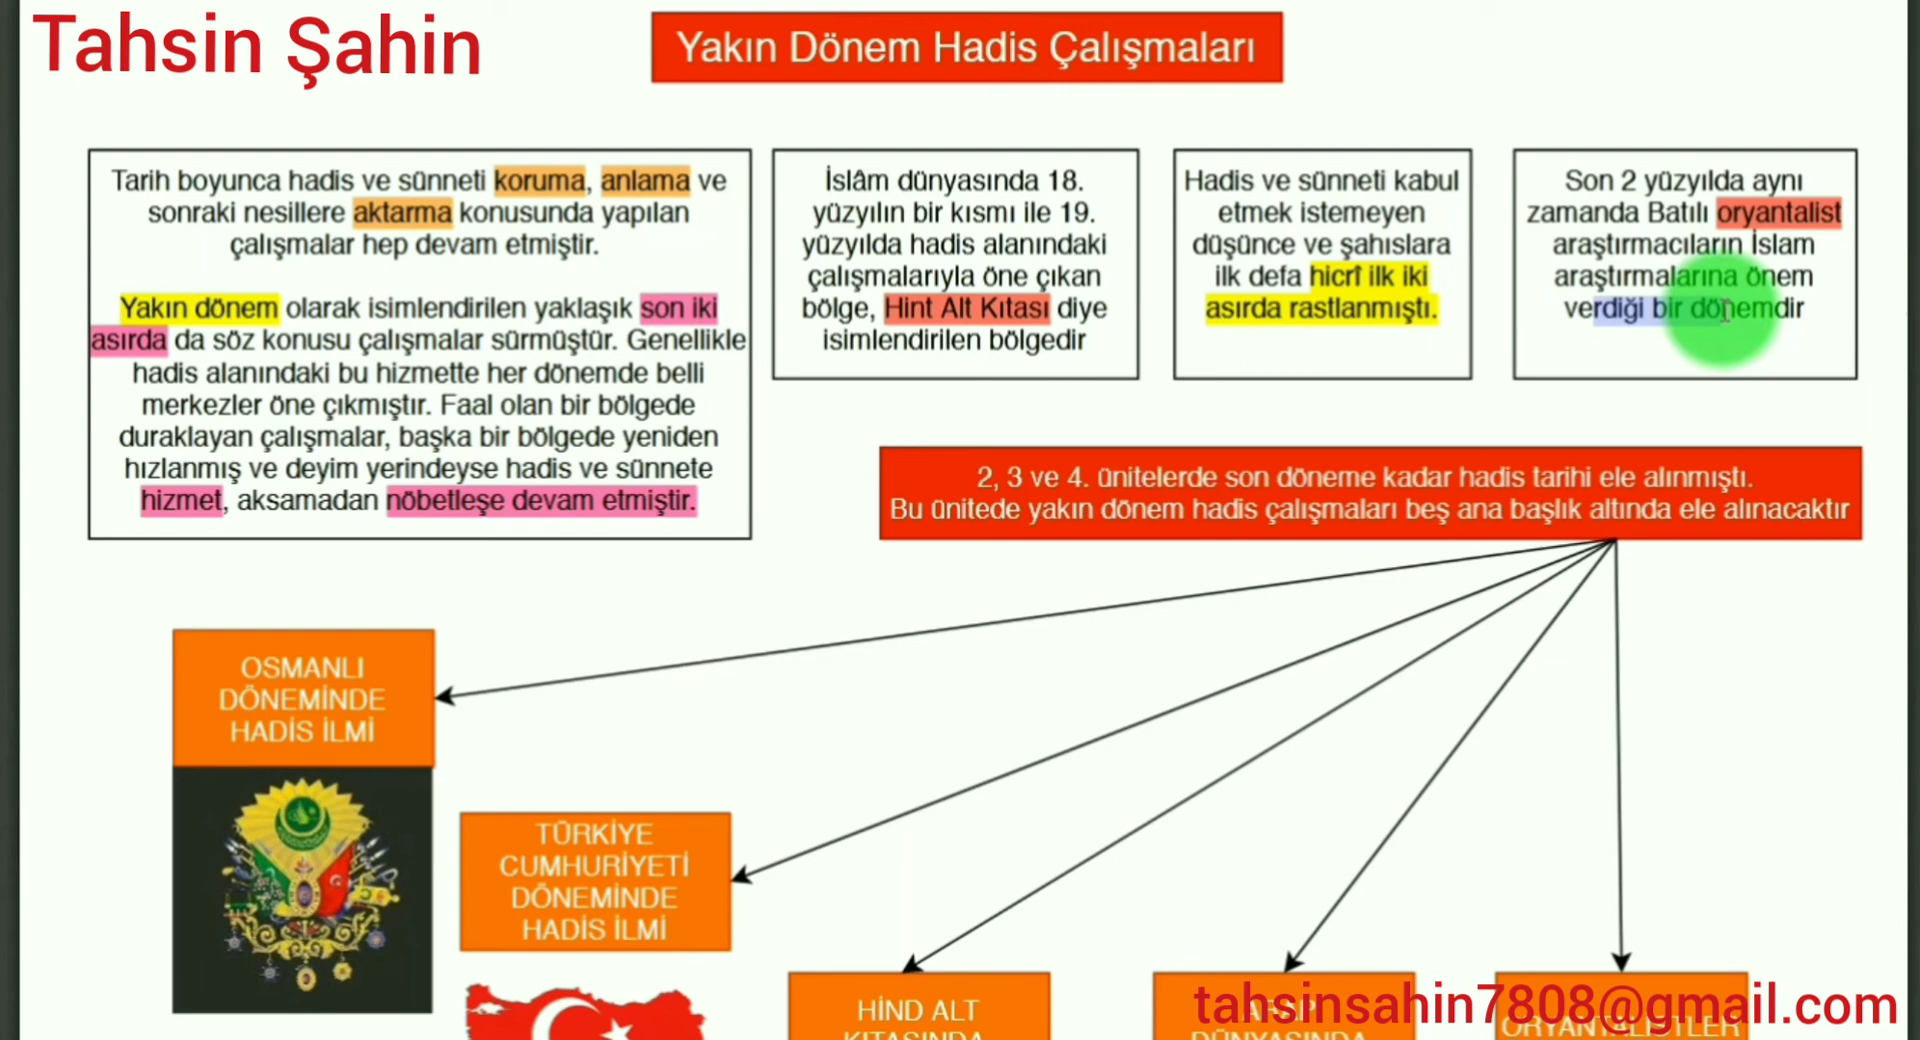 Tahsin Şahin
Yakın Dönem Hadis Çalışmaları
Tarih boyunca hadis ve sünneti koruma, anlama ve
sonraki nesillere aktarma konusunda yapılan
çalışmalar hep devam etmiştir.
Yakın dönem olarak isimlendirilen yaklaşık son iki
asırda da söz konusu çalışmalar sürmüştür. Genellikle
hadis alanındaki bu hizmette her dönemde belli
merkezler öne çıkmıştır. Faal olan bir bölgede
duraklayan çalışmalar, başka bir bölgede yeniden
hızlanmış ve deyim yerindeyse hadis ve sünnete
hizmet, aksamadan nöbetleşe devam etmiştir.
İslâm dünyasında 18.
yüzyılın bir kısmı ile 19.
yüzyılda hadis alanındaki
çalışmalarıyla öne çıkan
bölge, Hint Alt Kıtası diye
isimlendirilen bölgedir
Hadis ve sünneti kabul
etmek istemeyen
düşünce ve şahıslara
ilk defa hicrî ilk iki
asırda rastlanmıştı.
Son 2 yüzyılda aynı
zamanda Batılı oryantalist
araştırmacıların İslam
araştırmalarına önem
verdiği bir dönemdir
2, 3 ve 4. ünitelerde son döneme kadar hadis tarihi ele alınmıştı.
Bu ünitede yakın dönem hadis çalışmaları beş ana başlık altında ele alınacaktır
OSMANLI
DÖNEMİNDE
HADİS İLMİ
TÜRKİYE
CUMHURİYETİ
DÖNEMİNDE
HADİS İLMİ
HİND ALT
KITASINDA
ARAP
DÜNYASINDA
ORYANTALİSTLER
tahsinsahin7808@gmail.com